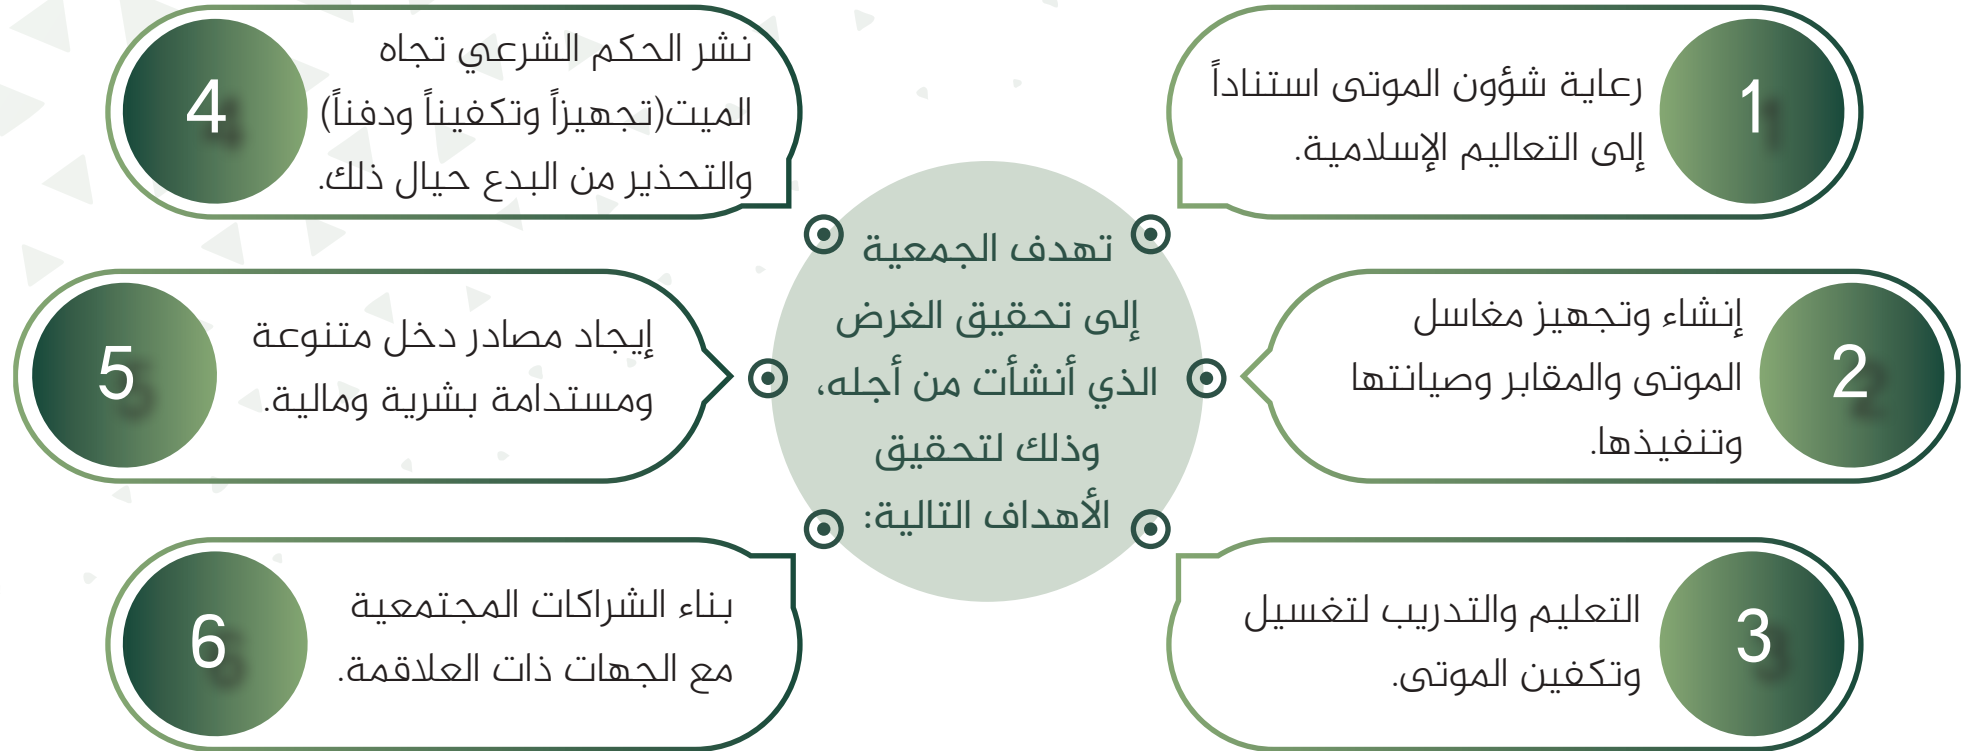 تهدف الجمعية
إلى تحقيق الغرض
الذي أنشأت من أجله،
وذلك لتحقيق
الأهداف التالية:
1
رعاية شؤون الموتى استناداً
إلى التعاليم الإسلامية.
2
إنشاء وتجهيز مغاسل
الموتى والمقابر وصيانتها
وتنفيذها.
3
التعليم والتدريب لتغسيل
وتكفين الموتى.
4
نشر الحكم الشرعي تجاه
الميت(تجهيزاً وتكفيناً ودفناً)
والتحذير من البدع حيال ذلك.
5
إيجاد مصادر دخل متنوعة
ومستدامة بشرية ومالية.
6
بناء الشراكات المجتمعية
مع الجهات ذات العلاقمة.